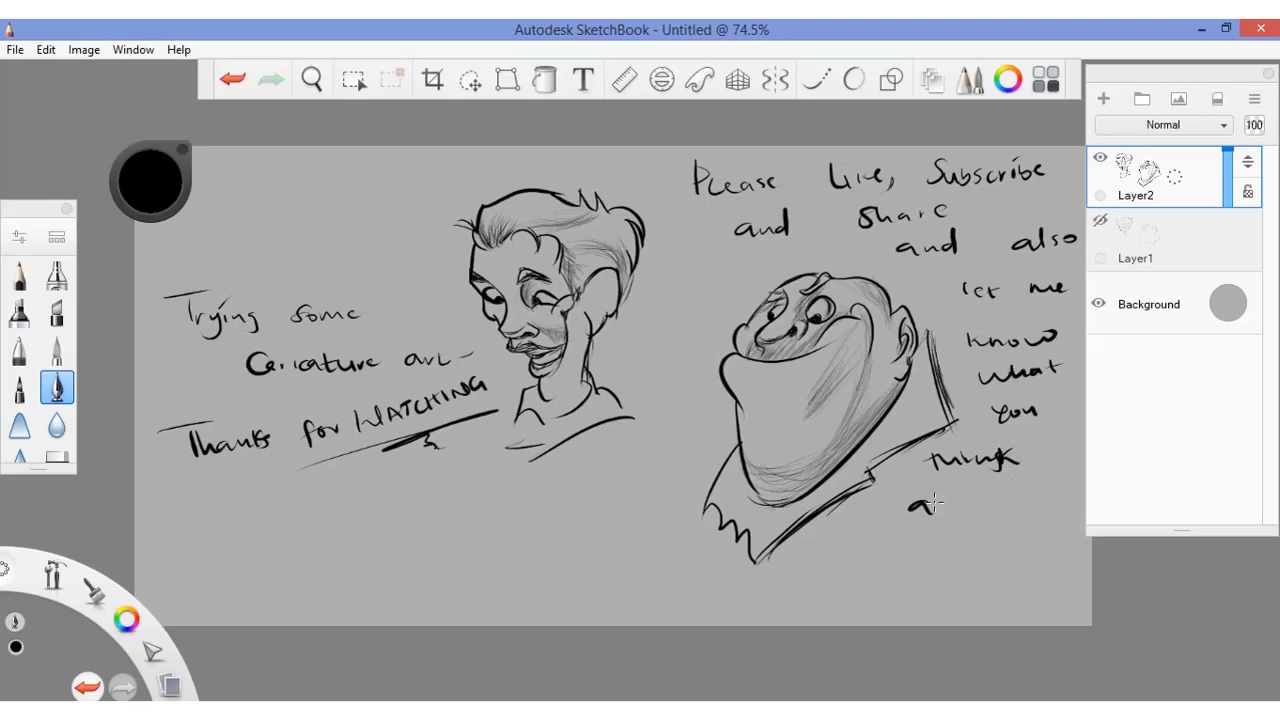 Autodesk SketchBook - Untitled @ 74.5%
File Edit Image Window Help
T
Normal 100
Layer2
Layer1
Background
Trying some
Caricature art
Thanks for WATCHING
Please Like, Subscribe
and share
and also
let me
know
what
you
think
a